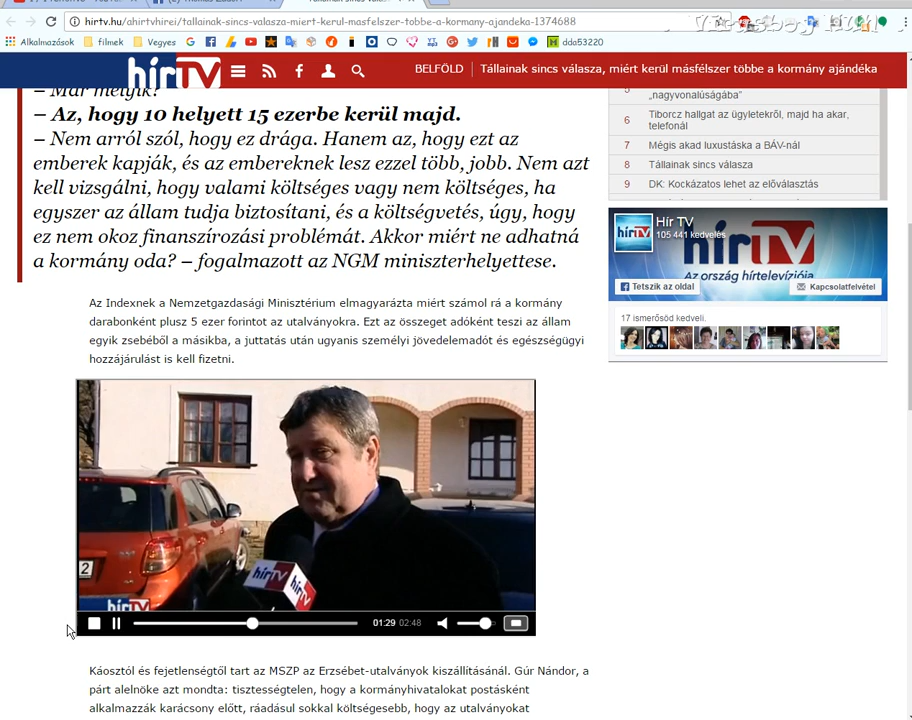 hirtv.hu/ahirtvhirei/tallainak-sincs-valasza-miert-kerul-masfelszer-tobbe-a-kormany-ajandeka-1374688
Virusboy HUN
Alkalmazások filmek Vegyes dda53220
hírTV BELFÖLD Tállainak sincs válasza, miért kerül másfélszer többe a kormány ajándéka
– Már melyik?
– Az, hogy 10 helyett 15 ezerbe kerül majd.
– Nem arról szól, hogy ez drága. Hanem az, hogy ezt az
emberek kapják, és az embereknek lesz ezzel több, jobb. Nem azt
kell vizsgálni, hogy valami költséges vagy nem költséges, ha
egyszer az állam tudja biztosítani, és a költségvetés, úgy, hogy
ez nem okoz finanszírozási problémát. Akkor miért ne adhatná
a kormány oda? – fogalmazott az NGM miniszterhelyettese.
Az Indexnek a Nemzetgazdasági Minisztérium elmagyarázta miért számol rá a kormány
darabonként plusz 5 ezer forintot az utalványokra. Ezt az összeget adóként teszi az állam
egyik zsebéből a másikba, a juttatás után ugyanis személyi jövedelemadót és egészségügyi
hozzájárulást is kell fizetni.
hírTV
hírTV
2
hírTV
01:29 02:48
Káosztól és fejetlenségtől tart az MSZP az Erzsébet-utalványok kiszállításánál. Gúr Nándor, a
párt alelnöke azt mondta: tisztességtelen, hogy a kormányhivatalokat postásként
alkalmazzák karácsony előtt, ráadásul sokkal költségesebb, hogy az utalványokat
5 „nagyvonalúságába”
6 Tiborcz hallgat az ügyletekről, majd ha akar,
telefonál
7 Mégis akad luxustáska a BÁV-nál
8 Tállainak sincs válasza
9 DK: Kockázatos lehet az előválasztás
hírTV
Hír TV
105 441 kedvelés
hírTV
Az ország hírtelevíziója
Tetszik az oldal Kapcsolatfelvétel
17 ismerősöd kedveli.